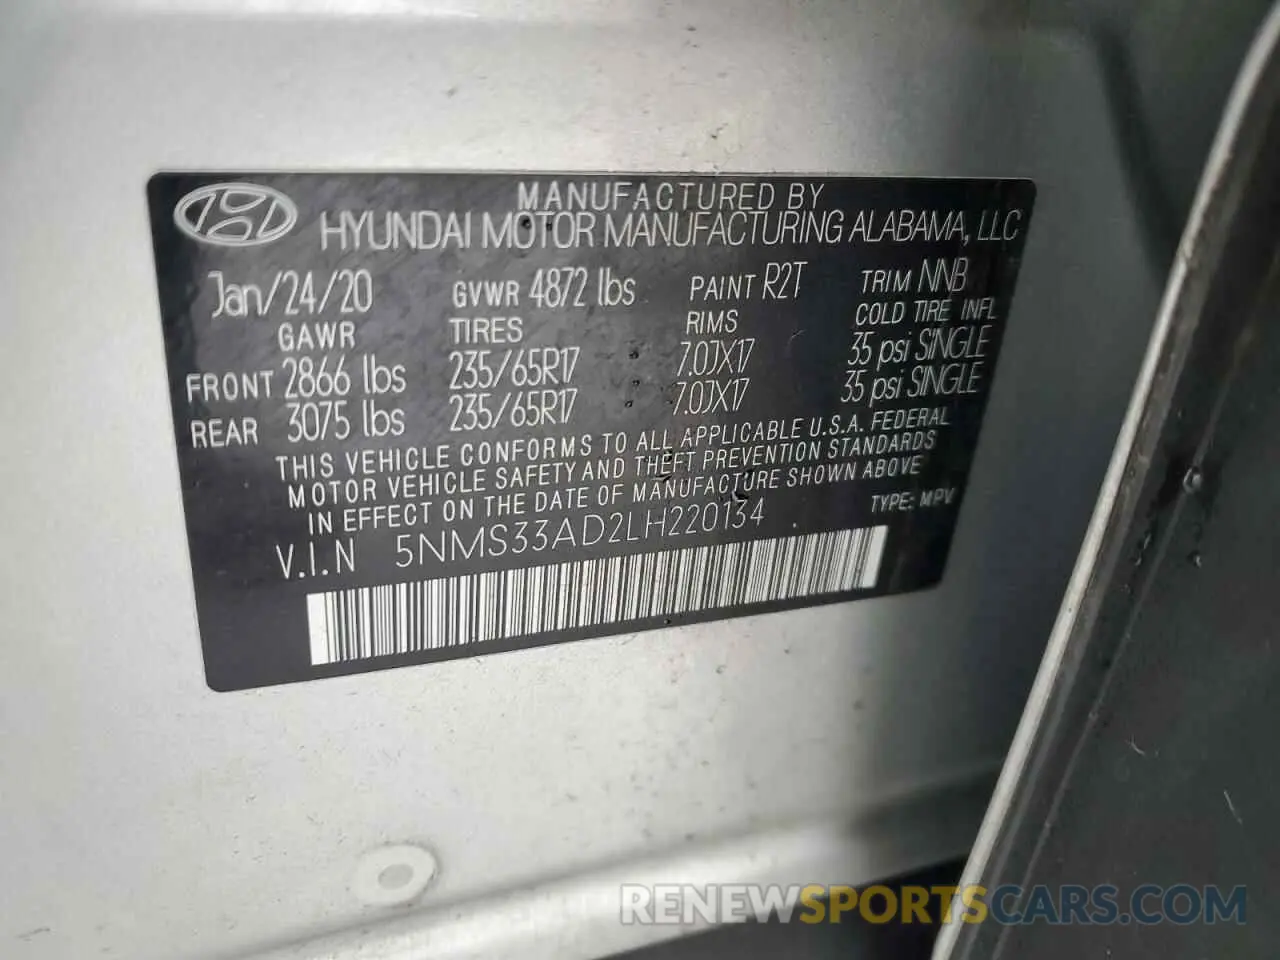 MANUFACTURED BY
HYUNDAI MOTOR MANUFACTURING ALABAMA, LLC
Jan/24/20 GVWR 4872 lbs PAINT R2T TRIM NNB
GAWR TIRES RIMS COLD TIRE INFL
FRONT 2866 lbs 235/65R17 7.0JX17 35 psi SINGLE
REAR 3075 lbs 235/65R17 7.0JX17 35 psi SINGLE
THIS VEHICLE CONFORMS TO ALL APPLICABLE U.S.A. FEDERAL
MOTOR VEHICLE SAFETY AND THEFT PREVENTION STANDARDS
IN EFFECT ON THE DATE OF MANUFACTURE SHOWN ABOVE
V.I.N 5NMS33AD2LH220134 TYPE: MPV
RENEWSPORTSCARS.COM